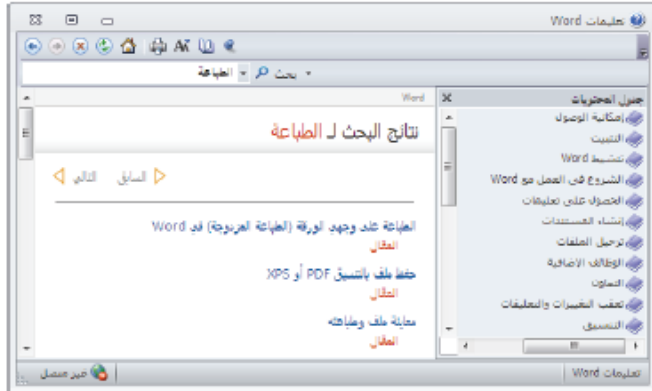 تعليمات Word
بحث
الطباعة
جدول المحتويات
إمكانية الوصول
التثبيت
تنشيط Word
الشروع في العمل مع Word
الحصول على تعليمات
إنشاء المستندات
ترحيل الملفات
الوظائف الإضافية
التعاون
تعقب التغييرات والتعليقات
التنسيق
Word
نتائج البحث لـ الطباعة
السابق التالي
الطباعة على وجهي الورقة (الطباعة المزدوجة) في Word
المقال
حفظ ملف بالتنسيق PDF أو XPS
المقال
معاينة ملف وطباعته
المقال
تعليمات Word
غير متصل